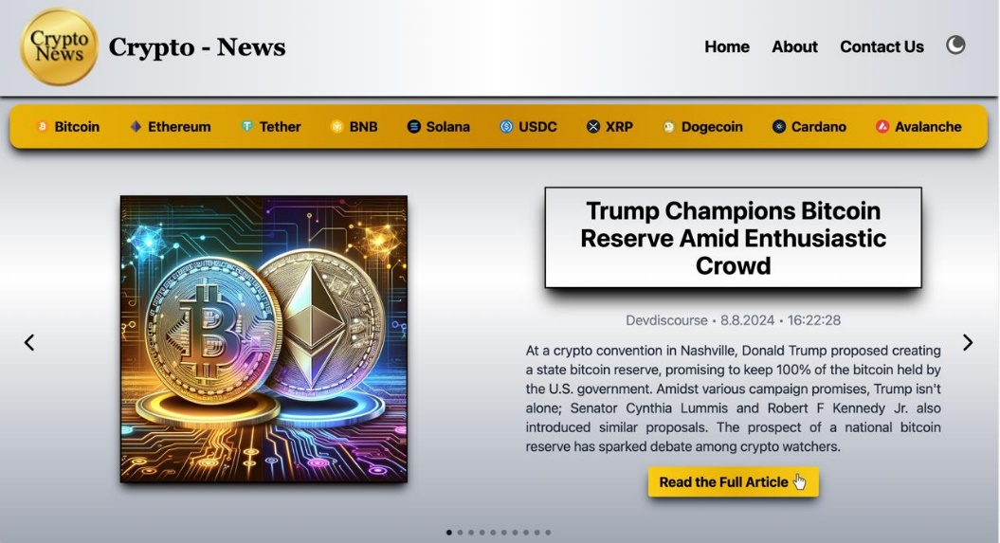 Crypto
News
Crypto - News
Home About Contact Us
Bitcoin Ethereum Tether BNB Solana USDC XRP Dogecoin Cardano Avalanche
Trump Champions Bitcoin
Reserve Amid Enthusiastic
Crowd
Devdiscourse • 8.8.2024 • 16:22:28
At a crypto convention in Nashville, Donald Trump proposed creating
a state bitcoin reserve, promising to keep 100% of the bitcoin held by
the U.S. government. Amidst various campaign promises, Trump isn't
alone; Senator Cynthia Lummis and Robert F Kennedy Jr. also
introduced similar proposals. The prospect of a national bitcoin
reserve has sparked debate among crypto watchers.
Read the Full Article